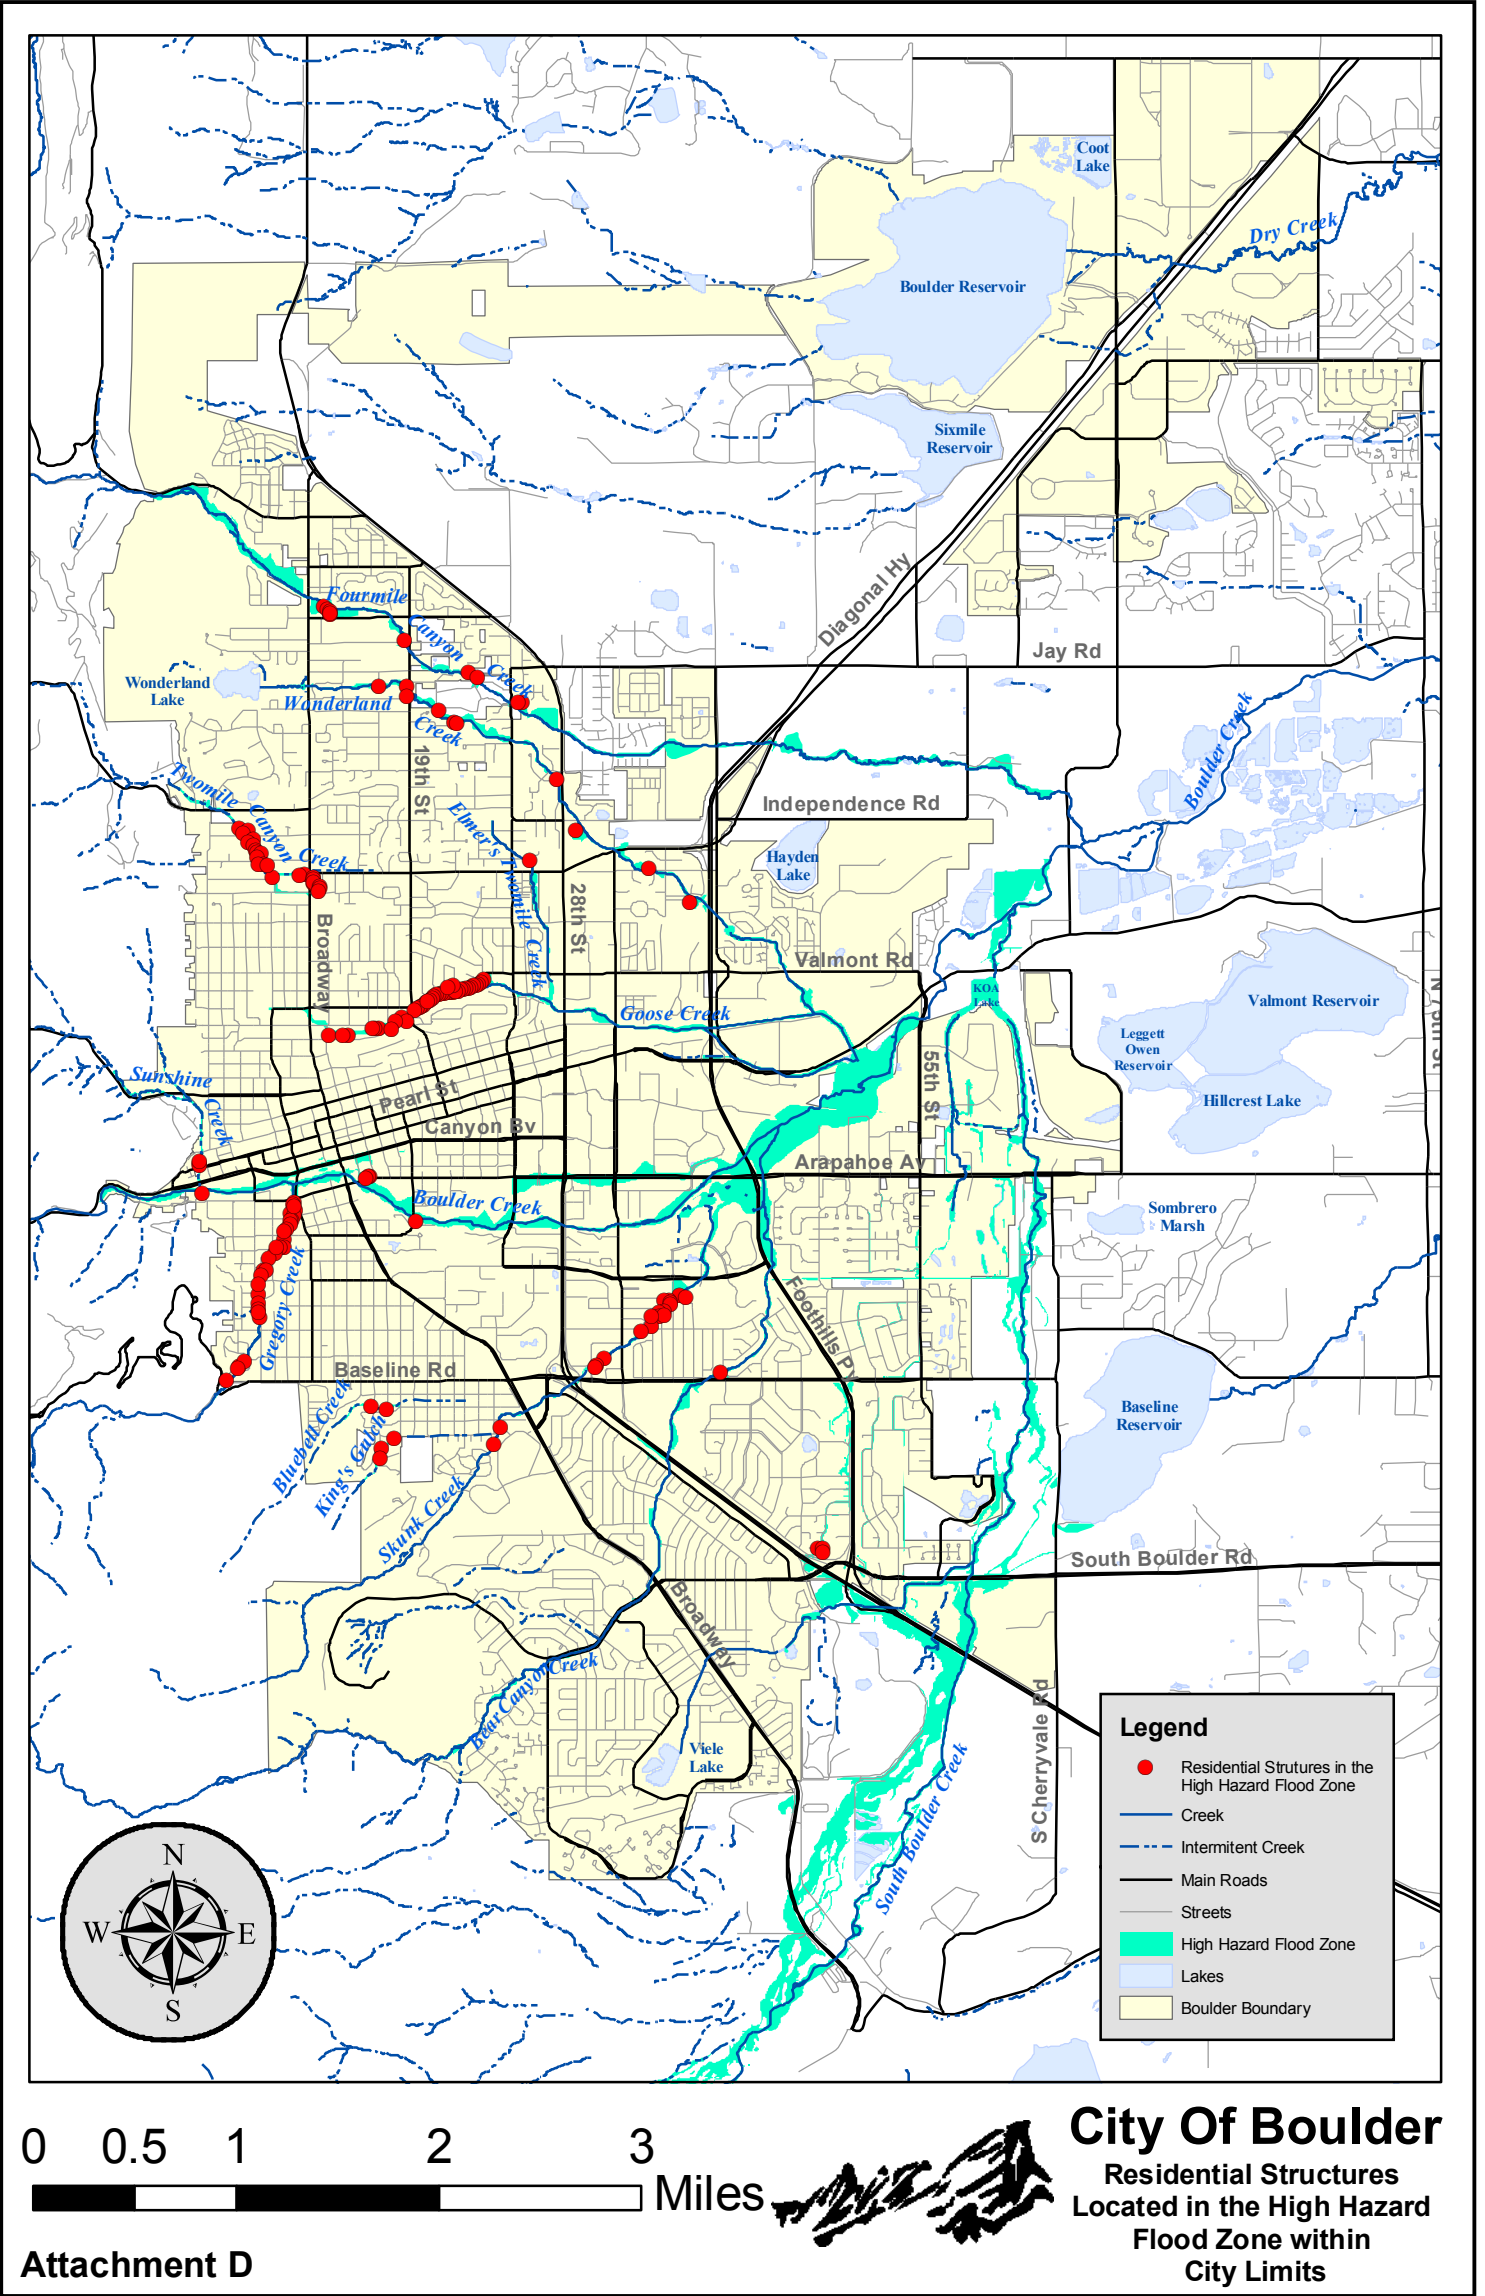 Coot
Lake
Dry Creek
Boulder Reservoir
Sixmile
Reservoir
Diagonal Hy
Fourmile
Canyon
Creek
Jay Rd
Wonderland
Lake
Wonderland
Creek
Boulder Creek
19th St
Twomile
Canyon
Creek
Elmer's Twomile Creek
Independence Rd
Hayden
Lake
28th St
Broadway
Valmont Rd
KOA
Lake
Valmont Reservoir
N 75th St
Goose Creek
Leggett
Owen
Reservoir
55th St
Sunshine
Creek
Hillcrest Lake
Pearl St
Canyon Bv
Arapahoe Av
Boulder Creek
Sombrero
Marsh
Gregory Creek
Foothills Py
Baseline Rd
Bluebell Creek
King's Gulch
Baseline
Reservoir
Skunk Creek
South Boulder Rd
Broadway
Bear Canyon Creek
S Cherryvale Rd
Viele
Lake
South Boulder Creek
Legend
Residential Strutures in the
High Hazard Flood Zone
Creek
Intermitent Creek
Main Roads
Streets
High Hazard Flood Zone
Lakes
Boulder Boundary
N
W
E
S
0 0.5 1 2 3
Miles
City Of Boulder
Residential Structures
Located in the High Hazard
Flood Zone within
City Limits
Attachment D